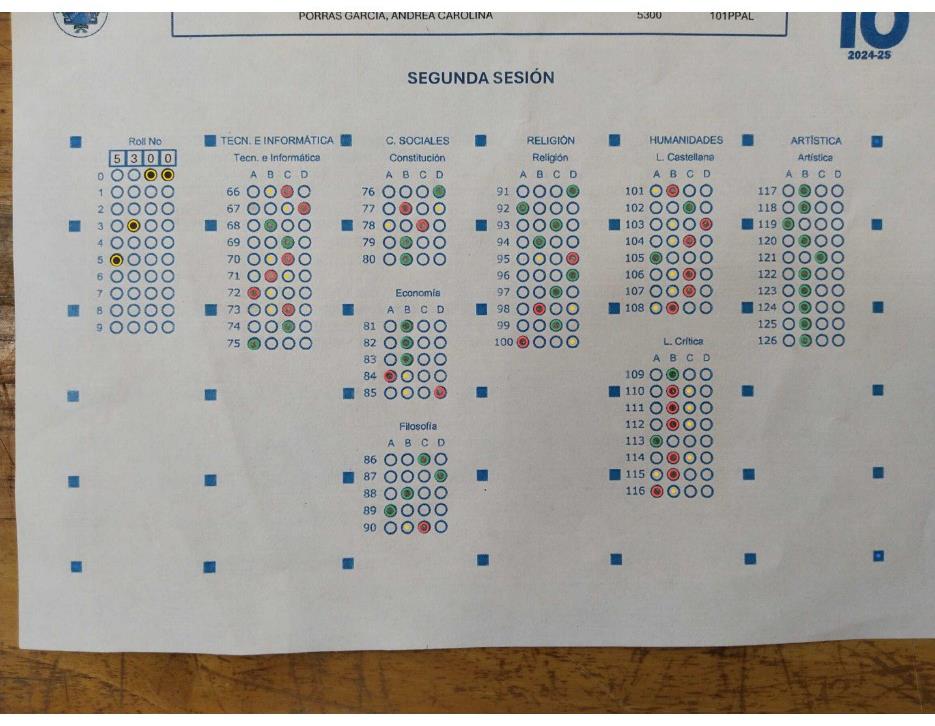 PORRAS GARCÍA, ANDREA CAROLINA 5300 101PPAL
10
2024-25
SEGUNDA SESIÓN
Roll No
5 3 0 0
0
1
2
3
4
5
6
7
8
9
TECN. E INFORMÁTICA
Tecn. e Informática
A B C D
66
67
68
69
70
71
72
73
74
75
C. SOCIALES
Constitución
A B C D
76
77
78
79
80
Economía
A B C D
81
82
83
84
85
Filosofía
A B C D
86
87
88
89
90
RELIGIÓN
Religión
A B C D
91
92
93
94
95
96
97
98
99
100
HUMANIDADES
L. Castellana
A B C D
101
102
103
104
105
106
107
108
L. Crítica
A B C D
109
110
111
112
113
114
115
116
ARTÍSTICA
Artística
A B C D
117
118
119
120
121
122
123
124
125
126